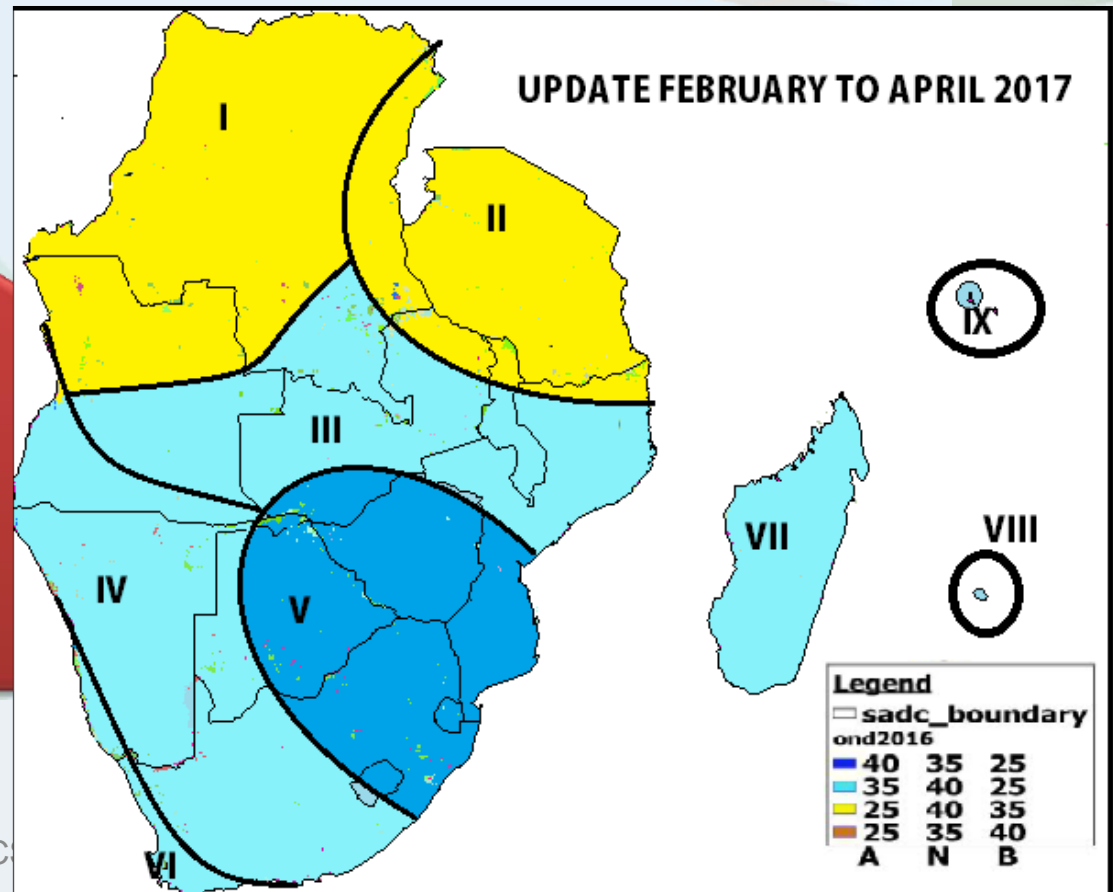 UPDATE FEBRUARY TO APRIL 2017
I
II
IX
III
VII
VIII
IV
V
VI
Legend
sadc_boundary
ond2016
40 35 25
35 40 25
25 40 35
25 35 40
A N B